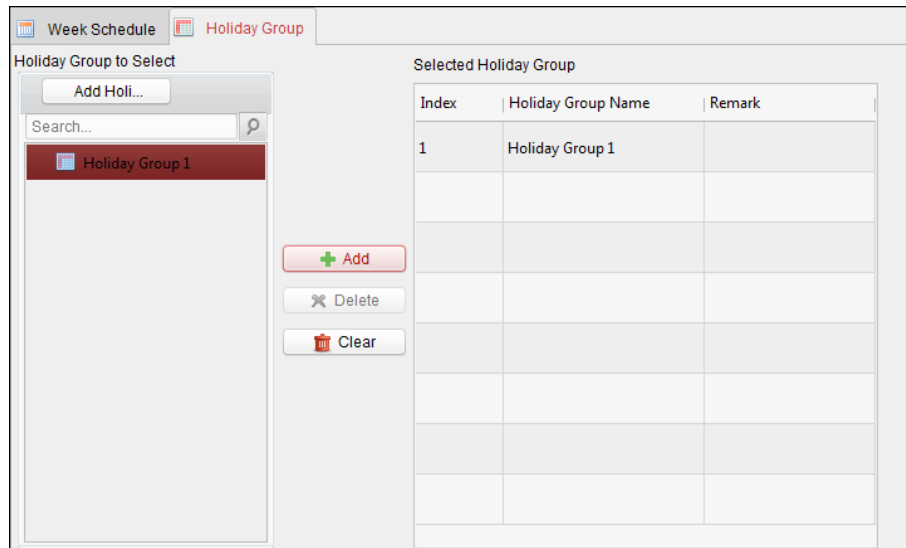 Week Schedule
Holiday Group
Holiday Group to Select
Add Holi...
Search...
Holiday Group 1
Add
Delete
Clear
Selected Holiday Group
Index Holiday Group Name Remark
1 Holiday Group 1